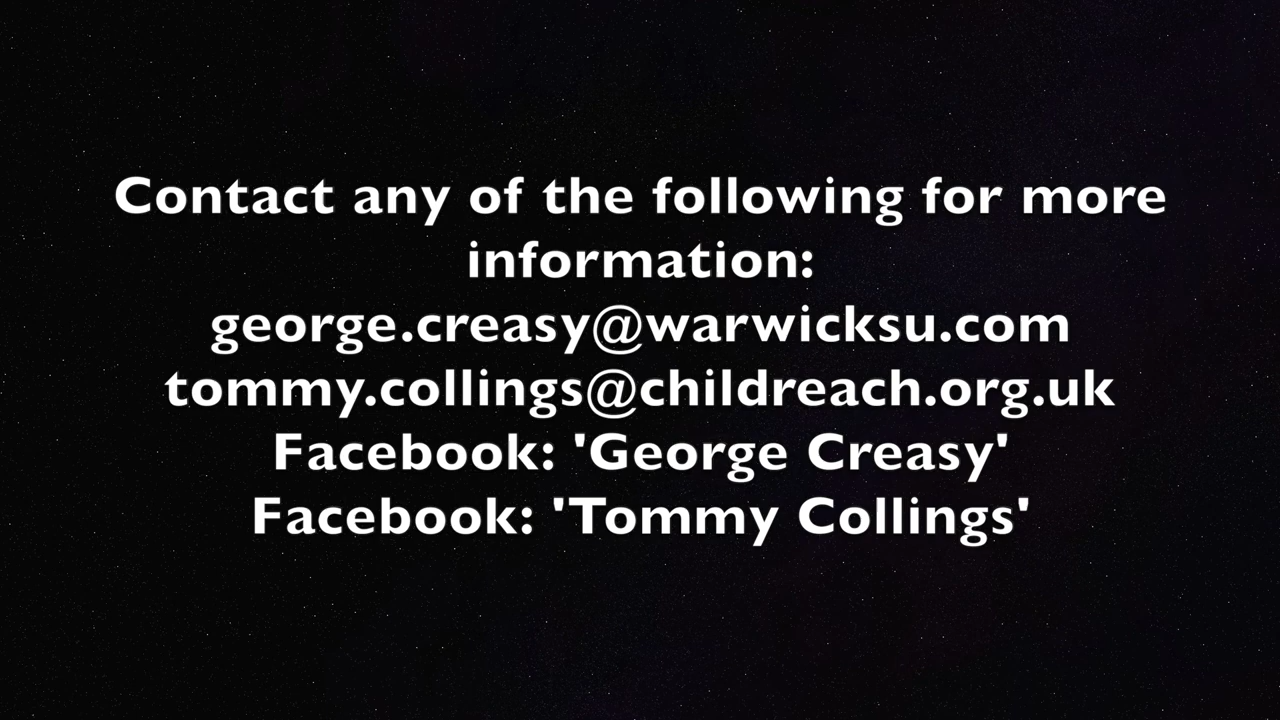 Contact any of the following for more
information:
george.creasy@warwicksu.com
tommy.collings@childreach.org.uk
Facebook: 'George Creasy'
Facebook: 'Tommy Collings'